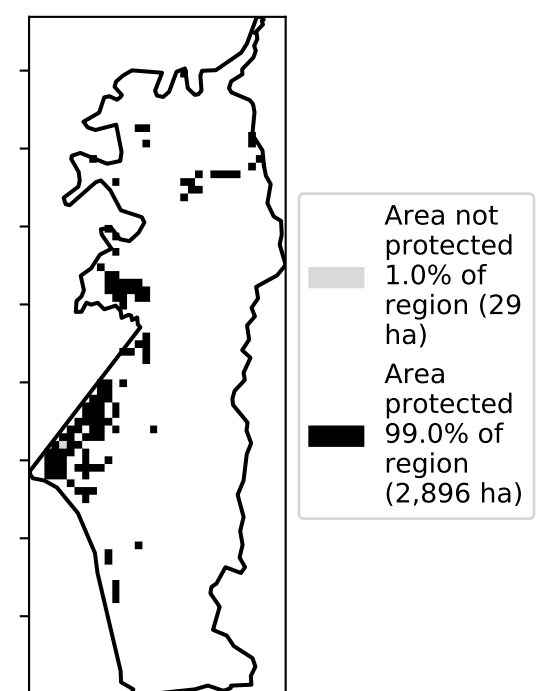 Area not
protected
1.0% of
region (29
ha)
Area
protected
99.0% of
region
(2,896 ha)